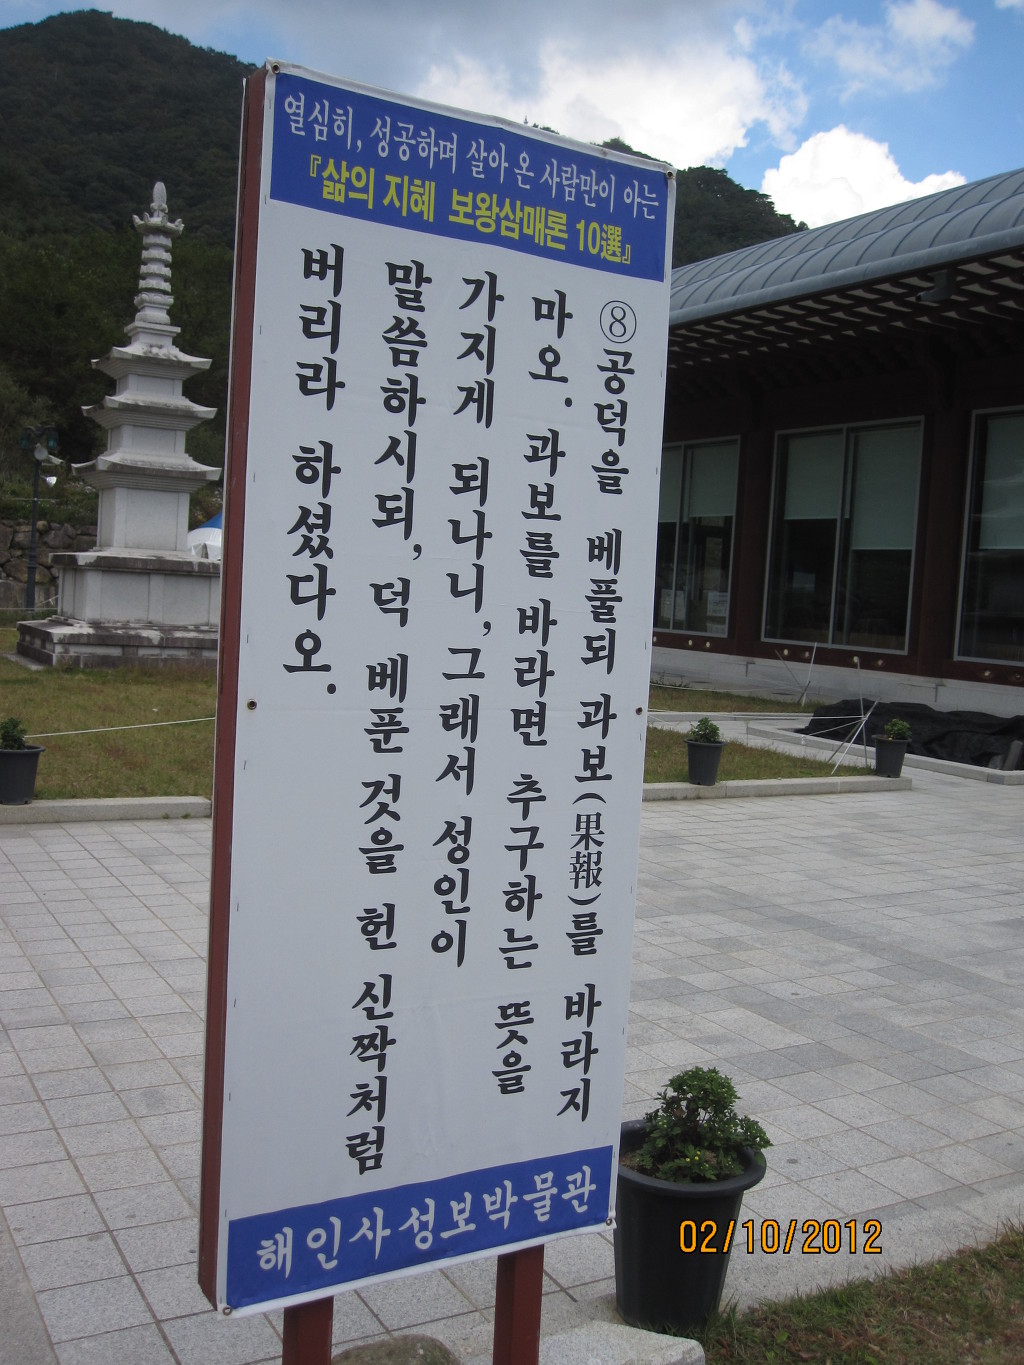 열심히, 성공하며 살아 온 사람만이 아는
『삶의 지혜 보왕삼매론 10選』
⑧공덕을 베풀되 과보(果報)를 바라지
마오. 과보를 바라면 추구하는 뜻을
가지게 되나니, 그래서 성인이
말씀하시되, 덕 베푼 것을 헌 신짝처럼
버리라 하셨다오.
해인사성보박물관
02/10/2012